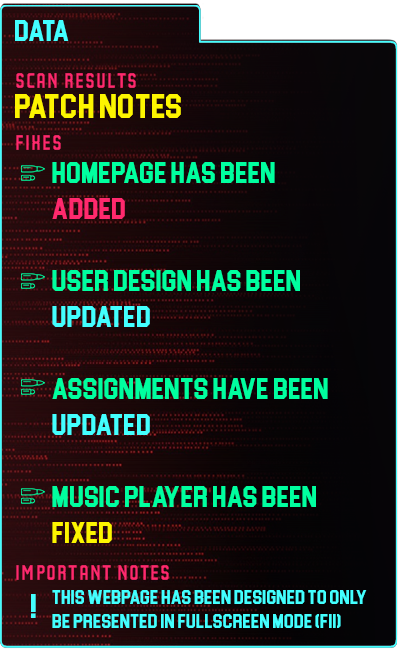 DATA
SCAN RESULTS
PATCH NOTES
FIXES
HOMEPAGE HAS BEEN
ADDED
USER DESIGN HAS BEEN
UPDATED
ASSIGNMENTS HAVE BEEN
UPDATED
MUSIC PLAYER HAS BEEN
FIXED
IMPORTANT NOTES
! THIS WEBPAGE HAS BEEN DESIGNED TO ONLY
BE PRESENTED IN FULLSCREEN MODE (F11)